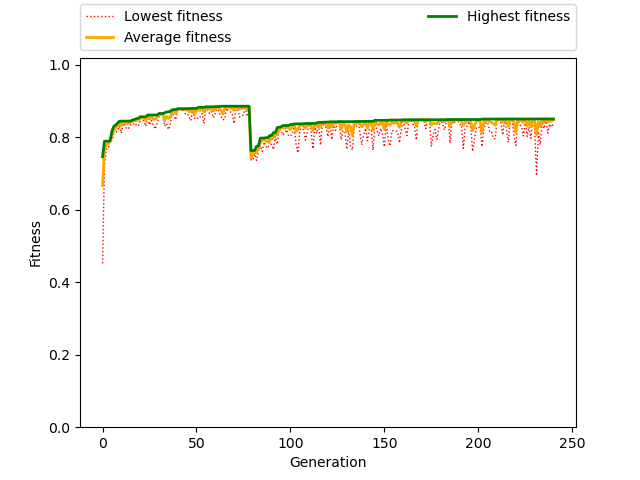 Lowest fitness
Average fitness
Highest fitness
1.0
0.8
0.6
0.4
0.2
0.0
Fitness
0 50 100 150 200 250
Generation